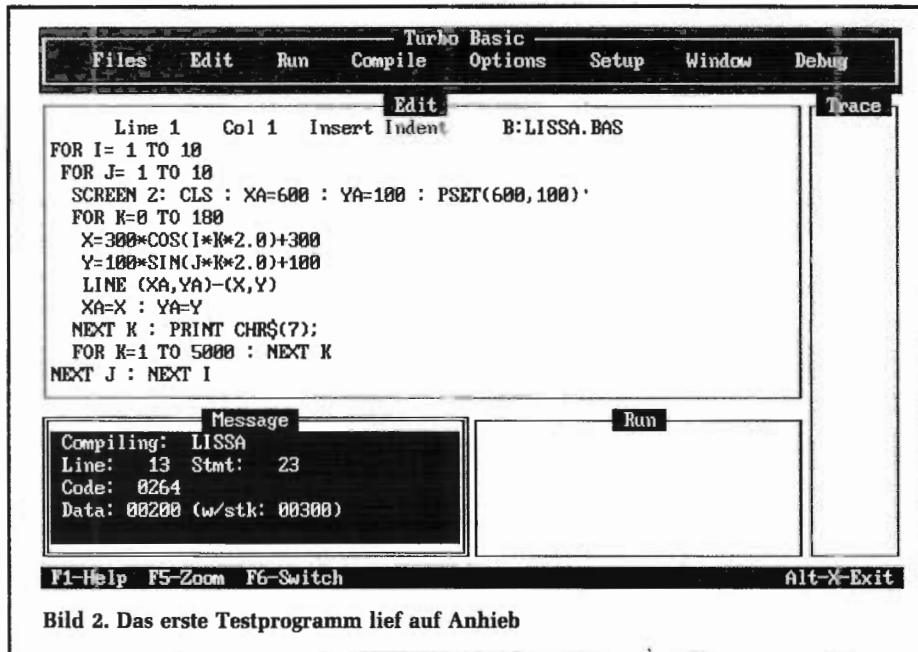 Turbo Basic
Files Edit Run Compile Options Setup Window Debug
Edit
Line 1 Col 1 Insert Indent B:LISSA.BAS
FOR I= 1 TO 10
FOR J= 1 TO 10
SCREEN 2: CLS : XA=600 : YA=100 : PSET(600,100)'
FOR K=0 TO 180
X=300*COS(I*K*2.0)+300
Y=100*SIN(J*K*2.0)+100
LINE (XA,YA)-(X,Y)
XA=X : YA=Y
NEXT K : PRINT CHR$(7);
FOR K=1 TO 5000 : NEXT K
NEXT J : NEXT I
Trace
Message
Compiling: LISSA
Line: 13 Stmt: 23
Code: 0264
Data: 00200 (w/stk: 00300)
Run
F1-Help F5-Zoom F6-Switch Alt-X-Exit
Bild 2. Das erste Testprogramm lief auf Anhieb